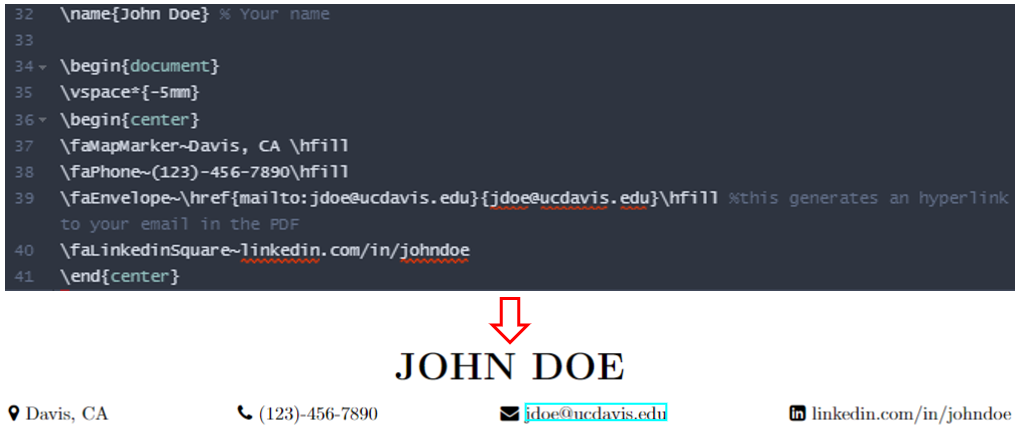 32 \name{John Doe} % Your name
33
34 \begin{document}
35 \vspace*{-5mm}
36 \begin{center}
37 \faMapMarker~Davis, CA \hfill
38 \faPhone~(123)-456-7890\hfill
39 \faEnvelope~\href{mailto:jdoe@ucdavis.edu}{jdoe@ucdavis.edu}\hfill %this generates an hyperlink
to your email in the PDF
40 \faLinkedinSquare~linkedin.com/in/johndoe
41 \end{center}
JOHN DOE
Davis, CA (123)-456-7890 jdoe@ucdavis.edu linkedin.com/in/johndoe